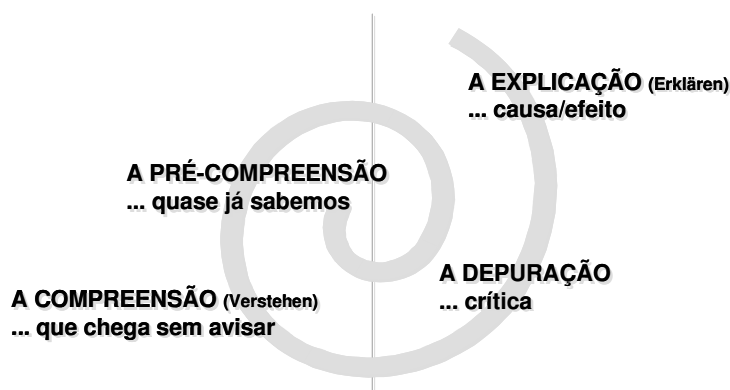 A EXPLICAÇÃO (Erklären)
... causa/efeito
A PRÉ-COMPREENSÃO
... quase já sabemos
A DEPURAÇÃO
... crítica
A COMPREENSÃO (Verstehen)
... que chega sem avisar